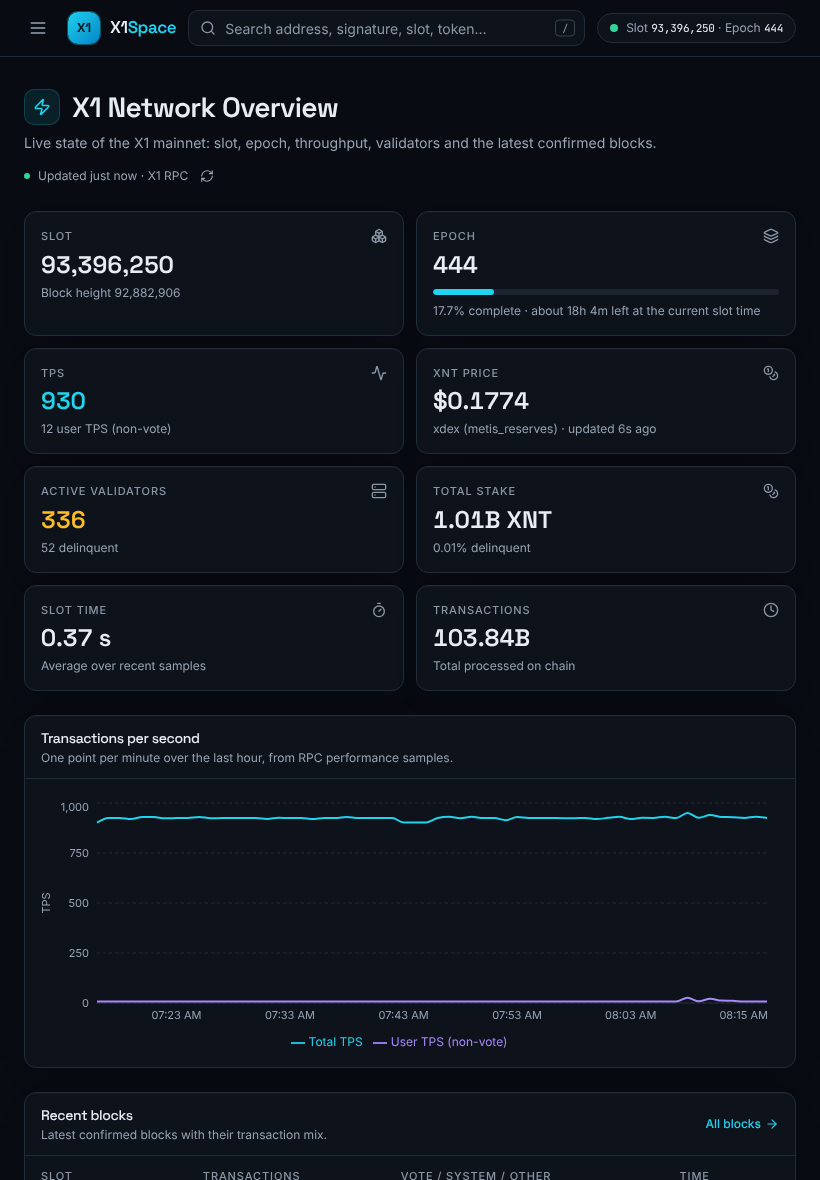 X1 X1Space Search address, signature, slot, token... / Slot 93,396,250 · Epoch 444
X1 Network Overview
Live state of the X1 mainnet: slot, epoch, throughput, validators and the latest confirmed blocks.
Updated just now · X1 RPC
SLOT
93,396,250
Block height 92,882,906
EPOCH
444
17.7% complete · about 18h 4m left at the current slot time
TPS
930
12 user TPS (non-vote)
XNT PRICE
$0.1774
xdex (metis_reserves) · updated 6s ago
ACTIVE VALIDATORS
336
52 delinquent
TOTAL STAKE
1.01B XNT
0.01% delinquent
SLOT TIME
0.37 s
Average over recent samples
TRANSACTIONS
103.84B
Total processed on chain
Transactions per second
One point per minute over the last hour, from RPC performance samples.
1,000
750
TPS
500
250
0
07:23 AM 07:33 AM 07:43 AM 07:53 AM 08:03 AM 08:15 AM
Total TPS User TPS (non-vote)
Recent blocks
Latest confirmed blocks with their transaction mix.
All blocks →
SLOT TRANSACTIONS VOTE / SYSTEM / OTHER TIME